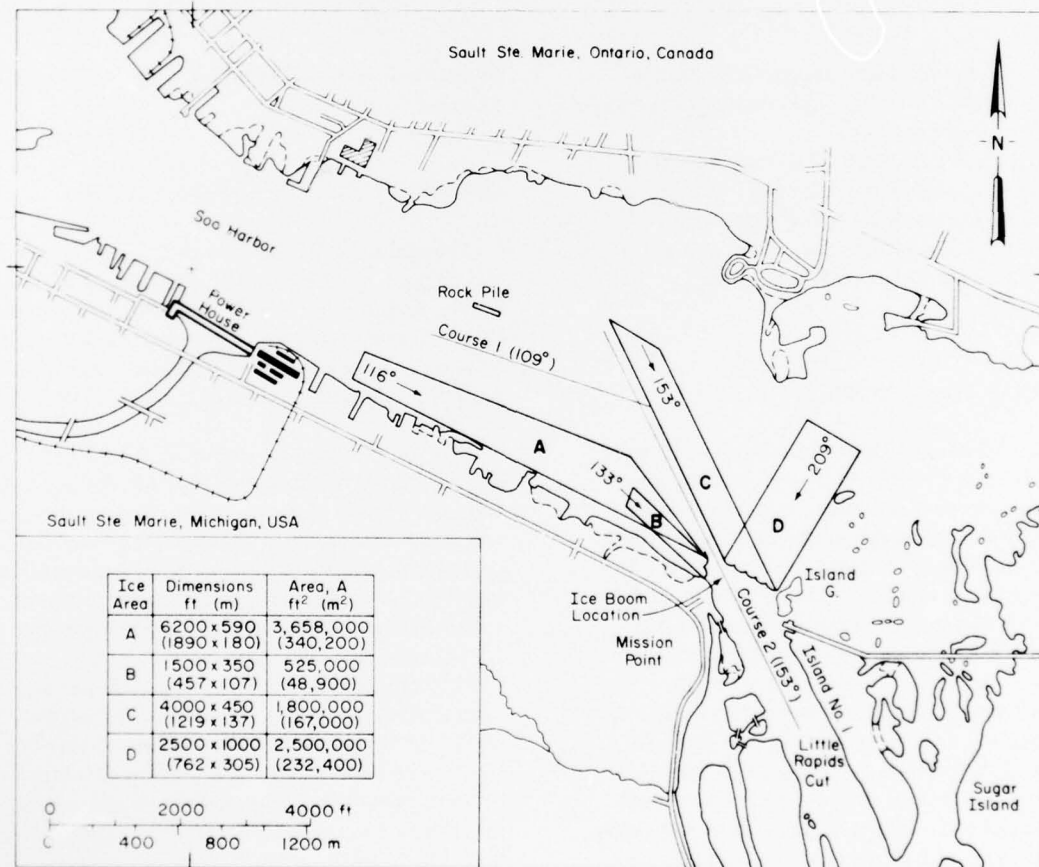 Sault Ste. Marie, Ontario, Canada
N
Soo Harbor
Power
House
Rock Pile
Course 1 (109°)
116°
153°
A
133°
B
C
209°
D
Sault Ste. Marie, Michigan, USA
Ice Boom
Location
Mission
Point
Island
G.
Course 2 (153°)
Island No. 1
Little
Rapids
Cut
Sugar
Island
Ice Area | Dimensions ft (m) | Area, A ft² (m²)
A | 6200 x 590 (1890 x 180) | 3,658,000 (340,200)
B | 1500 x 350 (457 x 107) | 525,000 (48,900)
C | 4000 x 450 (1219 x 137) | 1,800,000 (167,000)
D | 2500 x 1000 (762 x 305) | 2,500,000 (232,400)
0 2000 4000 ft
0 400 800 1200 m